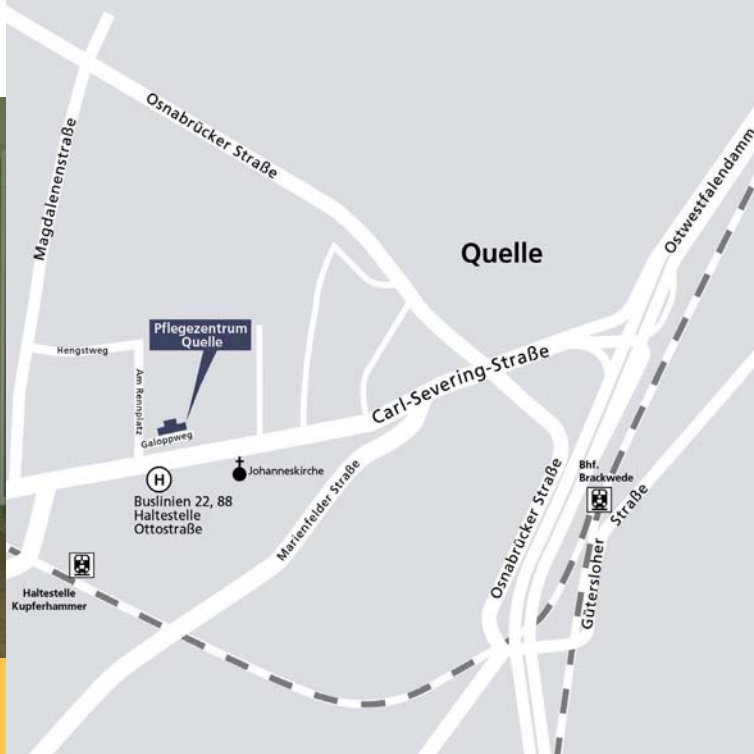 Osnabrücker Straße
Magdalenenstraße
Ostwestfalendamm
Quelle
Pflegezentrum
Quelle
Hengstweg
Am Rennplatz
Galoppweg
Carl-Severing-Straße
H
Johanneskirche
Buslinien 22, 88
Haltestelle
Ottostraße
Marienfelder Straße
Osnabrücker Straße
Bhf.
Brackwede
Gütersloher Straße
Haltestelle
Kupferhammer